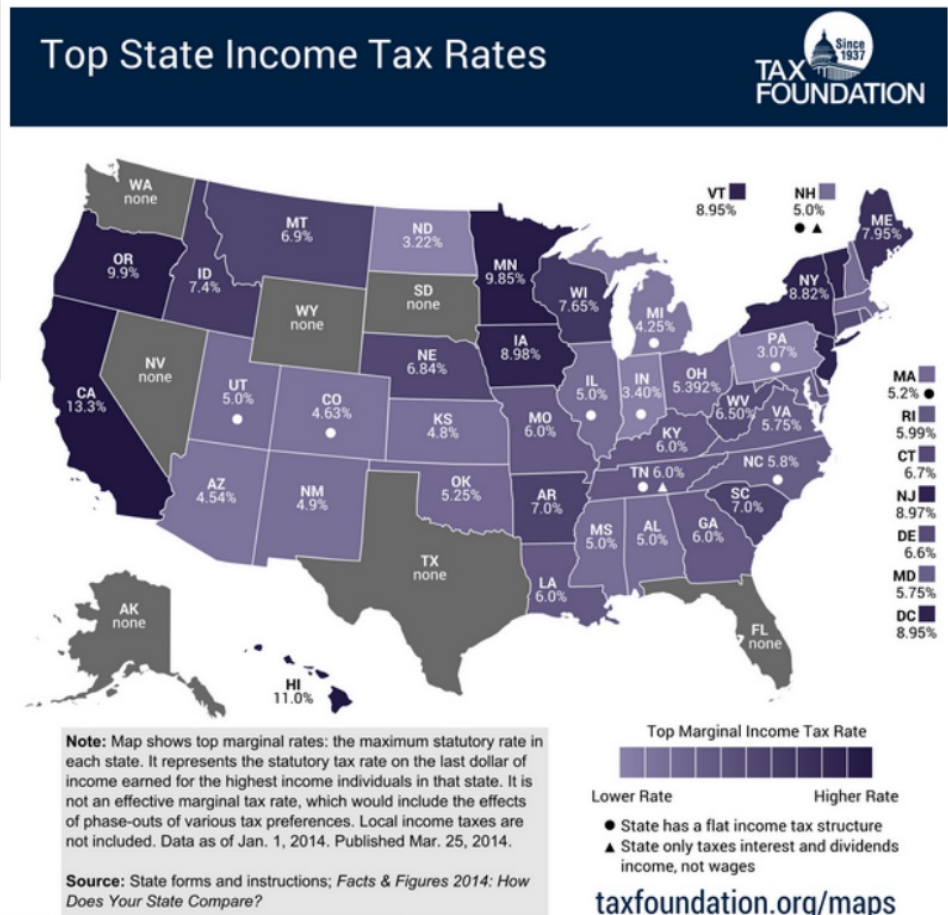 Top State Income Tax Rates
Since
1937
TAX
FOUNDATION
WA
none
MT
6.9%
ND
3.22%
VT
8.95%
NH
5.0%
ME
7.95%
OR
9.9%
ID
7.4%
MN
9.85%
WI
7.65%
NY
8.82%
SD
none
WY
none
MI
4.25%
IA
8.98%
PA
3.07%
NV
none
NE
6.84%
CA
13.3%
UT
5.0%
CO
4.63%
IL
5.0%
IN
3.40%
OH
5.392%
WV
6.50%
VA
5.75%
KS
4.8%
MO
6.0%
KY
6.0%
TN 6.0%
NC 5.8%
AZ
4.54%
NM
4.9%
OK
5.25%
AR
7.0%
SC
7.0%
MS
5.0%
AL
5.0%
GA
6.0%
TX
none
LA
6.0%
FL
none
AK
none
HI
11.0%
MA
5.2%
RI
5.99%
CT
6.7%
NJ
8.97%
DE
6.6%
MD
5.75%
DC
8.95%
Note: Map shows top marginal rates: the maximum statutory rate in
each state. It represents the statutory tax rate on the last dollar of
income earned for the highest income individuals in that state. It is
not an effective marginal tax rate, which would include the effects
of phase-outs of various tax preferences. Local income taxes are
not included. Data as of Jan. 1, 2014. Published Mar. 25, 2014.
Source: State forms and instructions; Facts & Figures 2014: How
Does Your State Compare?
Top Marginal Income Tax Rate
Lower Rate
Higher Rate
State has a flat income tax structure
State only taxes interest and dividends
income, not wages
taxfoundation.org/maps